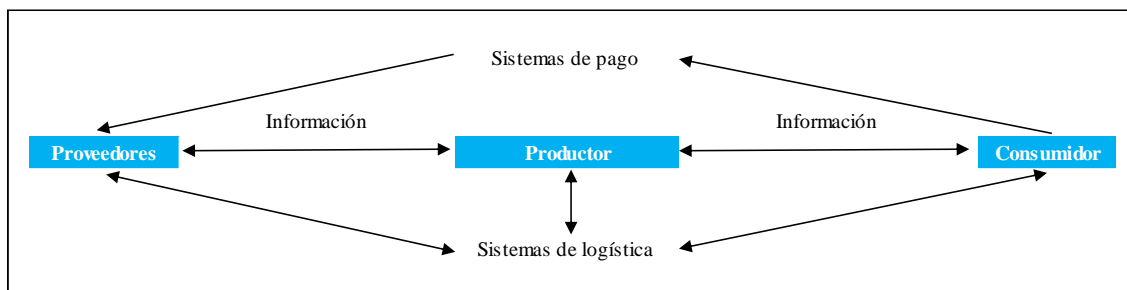 Sistemas de pago
Información
Información
Proveedores
Productor
Consumidor
Sistemas de logística